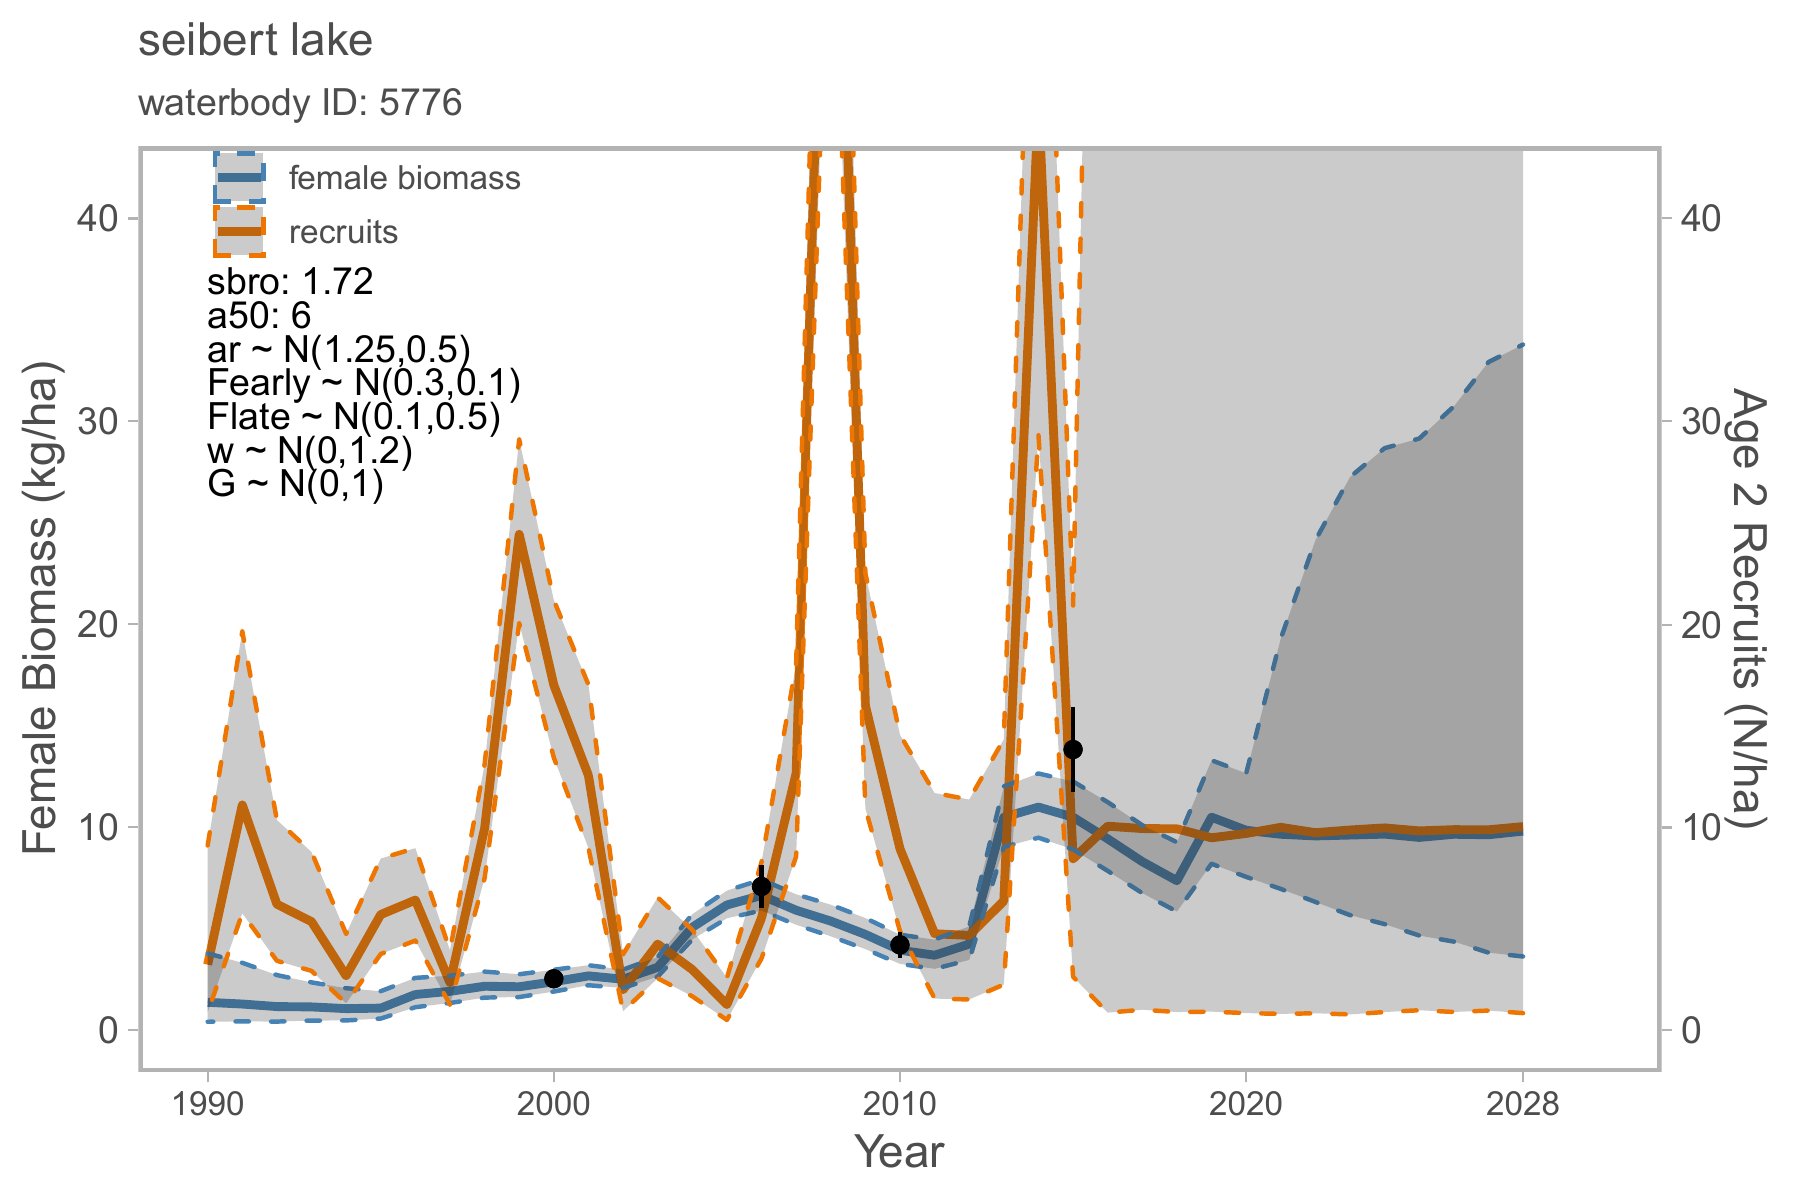 seibert lake
waterbody ID: 5776
female biomass
recruits
sbro: 1.72
a50: 6
ar ~ N(1.25,0.5)
Fearly ~ N(0.3,0.1)
Flate ~ N(0.1,0.5)
w ~ N(0,1.2)
G ~ N(0,1)
Female Biomass (kg/ha)
40
30
20
10
0
40
30
20
10
0
Age 2 Recruits (N/ha)
1990
2000
2010
2020
2028
Year